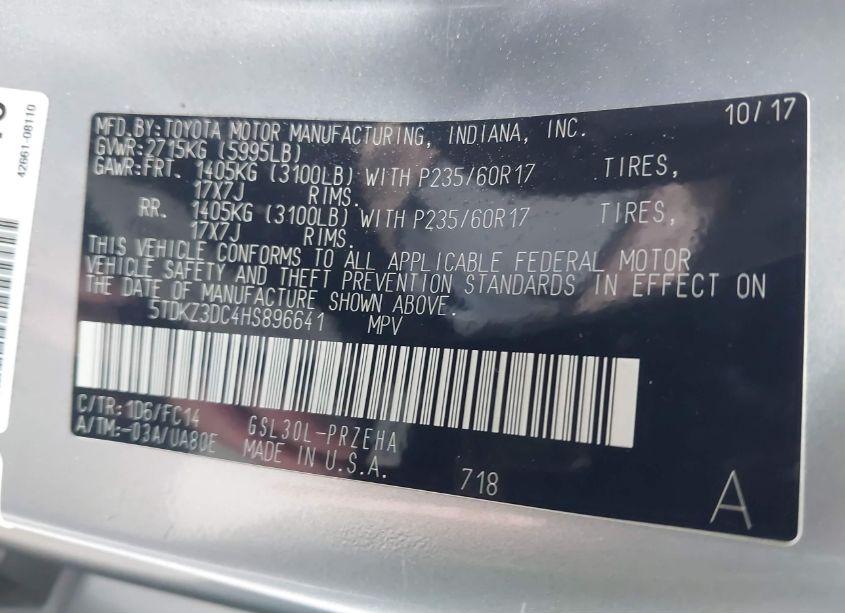 MFD.BY:TOYOTA MOTOR MANUFACTURING, INDIANA, INC. 10/17
GVWR:2715KG (5995LB)
GAWR:FRT. 1405KG (3100LB) WITH P235/60R17 TIRES,
17X7J RIMS.
RR. 1405KG (3100LB) WITH P235/60R17 TIRES,
17X7J RIMS.
THIS VEHICLE CONFORMS TO ALL APPLICABLE FEDERAL MOTOR
VEHICLE SAFETY AND THEFT PREVENTION STANDARDS IN EFFECT ON
THE DATE OF MANUFACTURE SHOWN ABOVE.
5TDKZ3DC4HS896641 MPV
C/TR:1D6/FC14 GSL30L-PRZEHA
A/TM:-03A/UA80E MADE IN U.S.A.
718
A
42661-08110